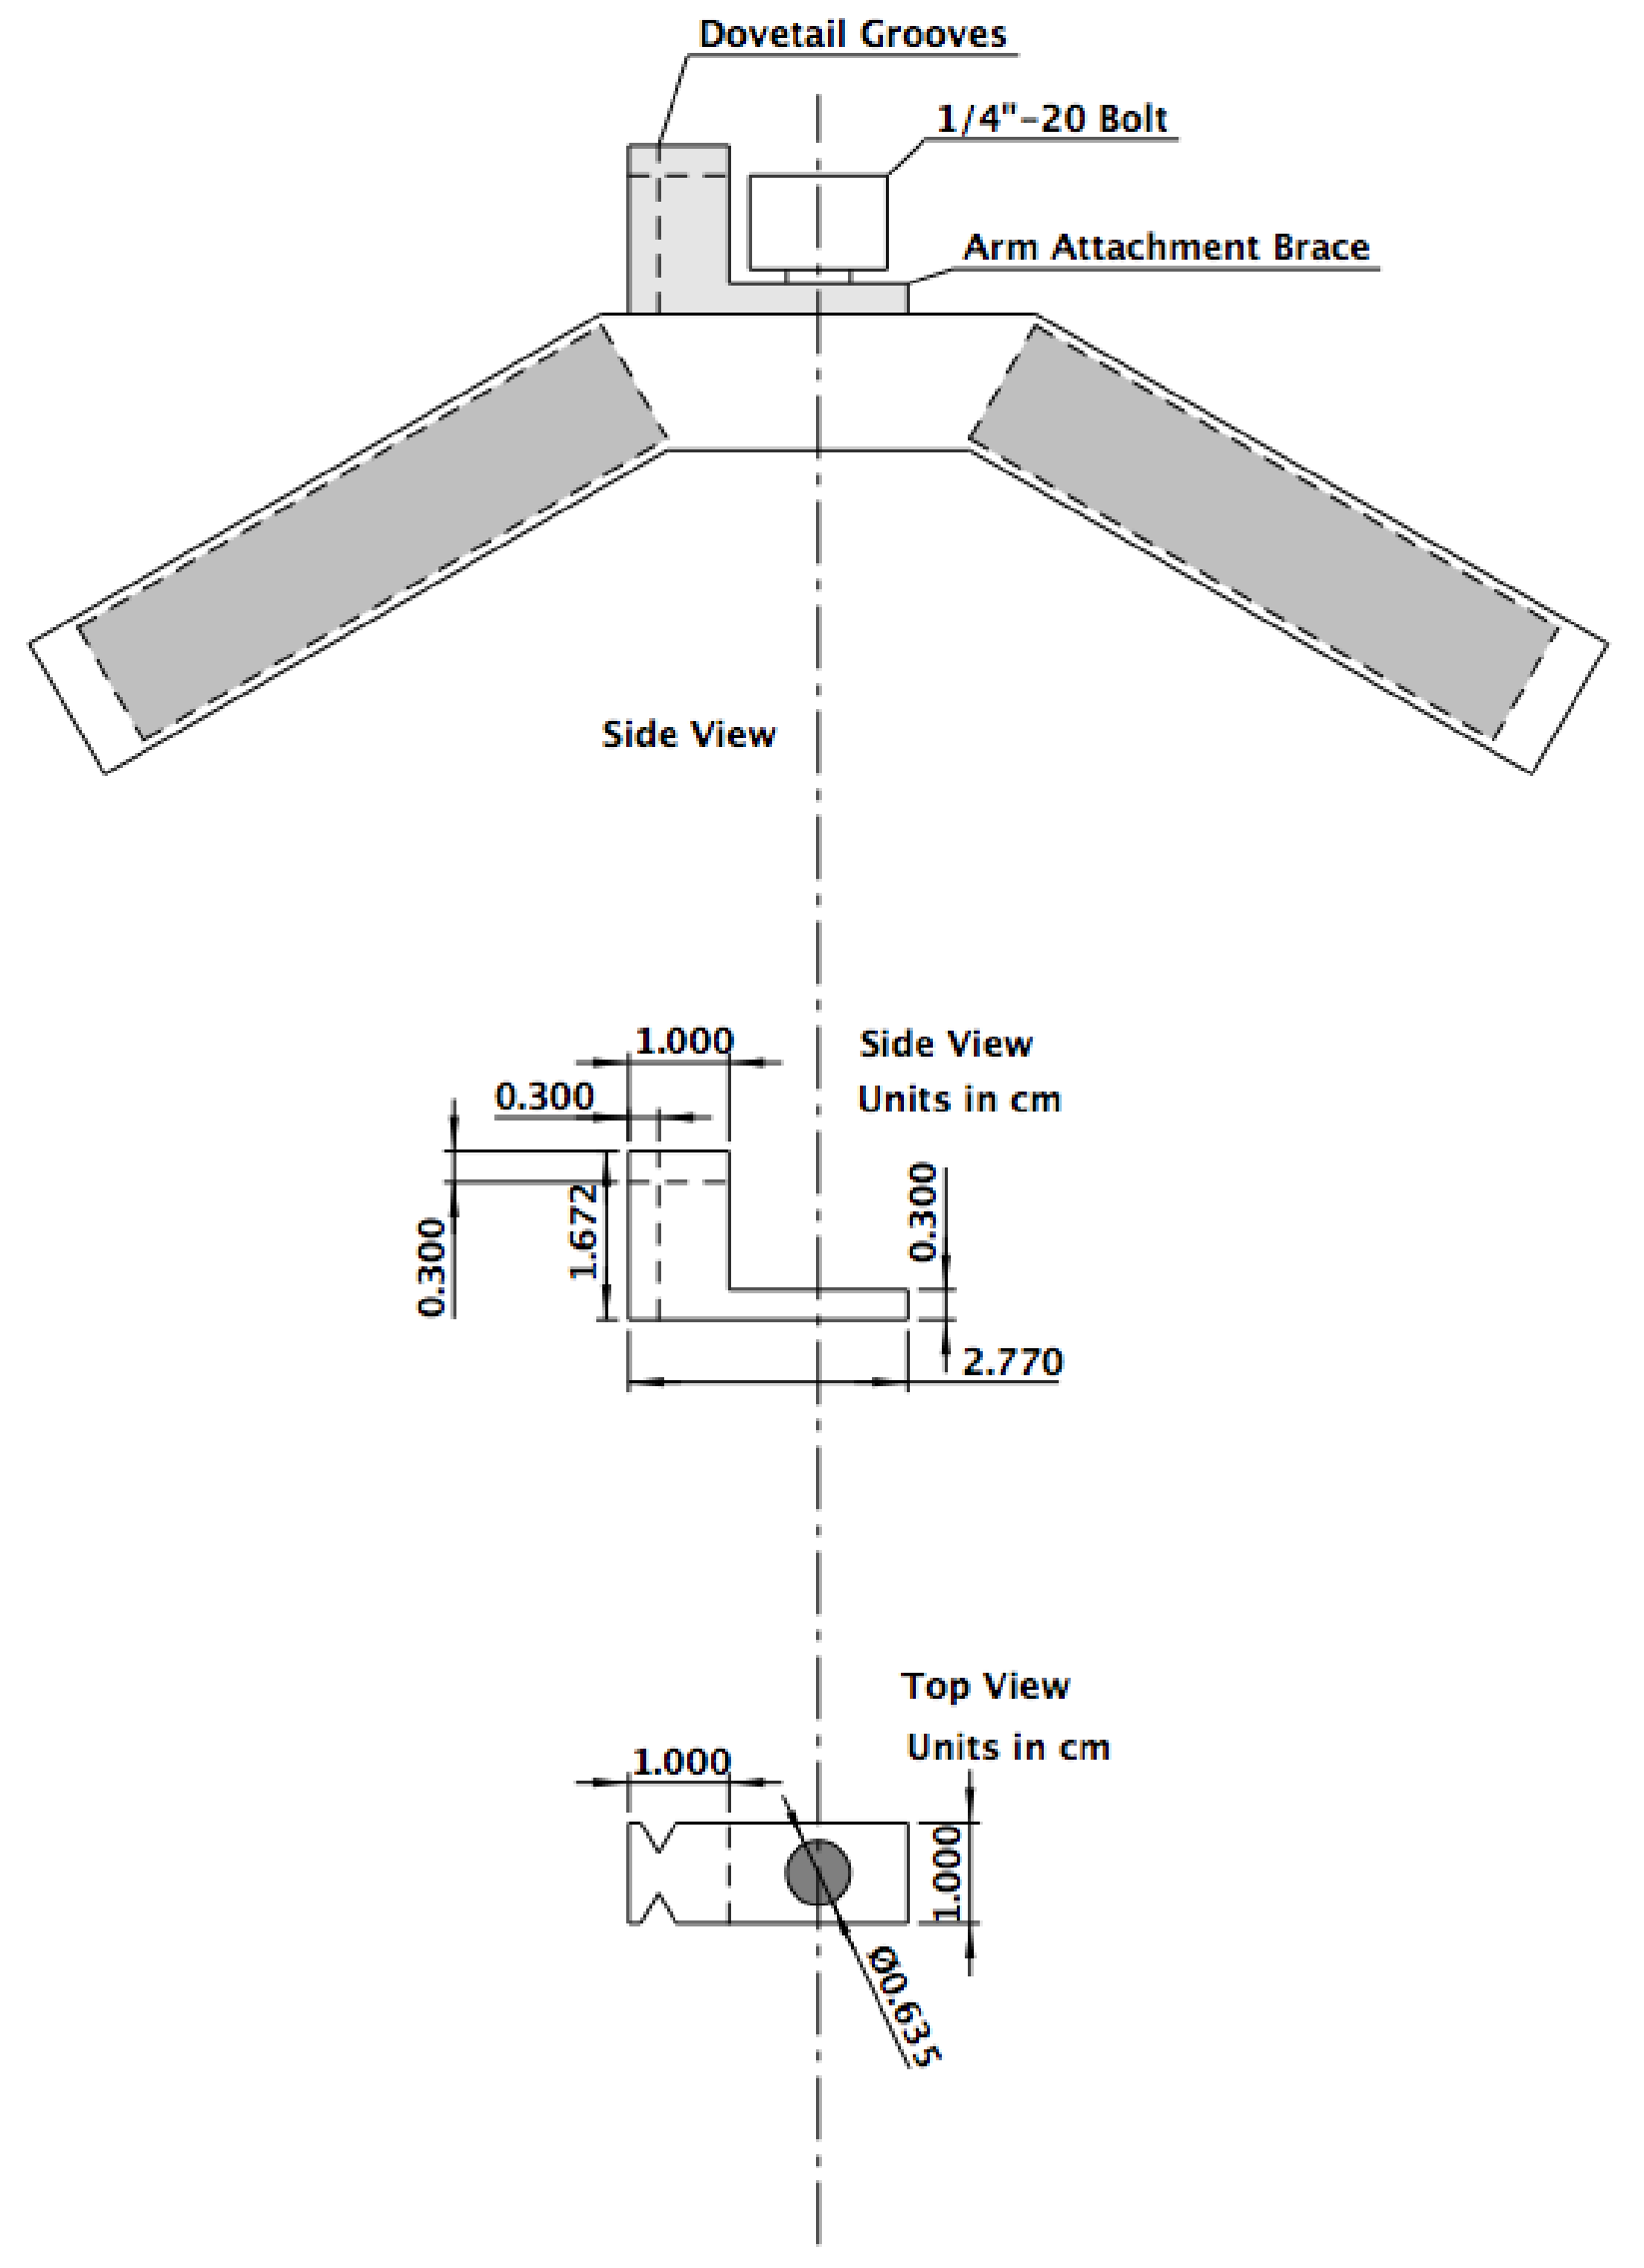 Dovetail Grooves
1/4"-20 Bolt
Arm Attachment Brace
Side View
1.000
Side View
0.300
Units in cm
0.300
1.672
0.300
2.770
Top View
Units in cm
1.000
1.000
Ø0.635